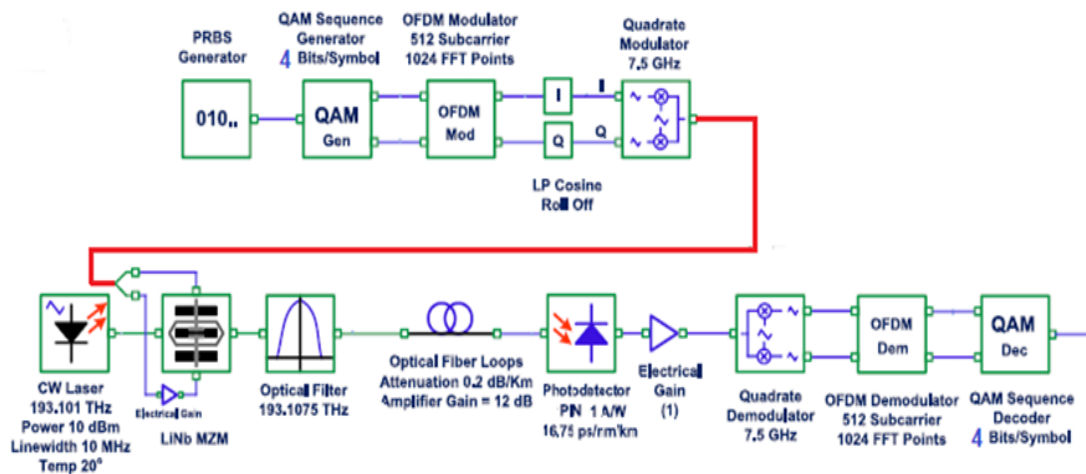 PRBS
Generator
010..
QAM Sequence
Generator
4 Bits/Symbol
QAM
Gen
OFDM Modulator
512 Subcarrier
1024 FFT Points
OFDM
Mod
I
Q
I
Q
LP Cosine
Roll Off
Quadrate
Modulator
7.5 GHz
CW Laser
193.101 THz
Power 10 dBm
Linewidth 10 MHz
Temp 20°
Electrical Gain
LiNb MZM
Optical Filter
193.1075 THz
Optical Fiber Loops
Attenuation 0.2 dB/Km
Amplifier Gain = 12 dB
Photodetector
PIN 1 A/W
16.75 ps/rm/km
Electrical
Gain
(1)
Quadrate
Demodulator
7.5 GHz
OFDM
Dem
OFDM Demodulator
512 Subcarrier
1024 FFT Points
QAM
Dec
QAM Sequence
Decoder
4 Bits/Symbol